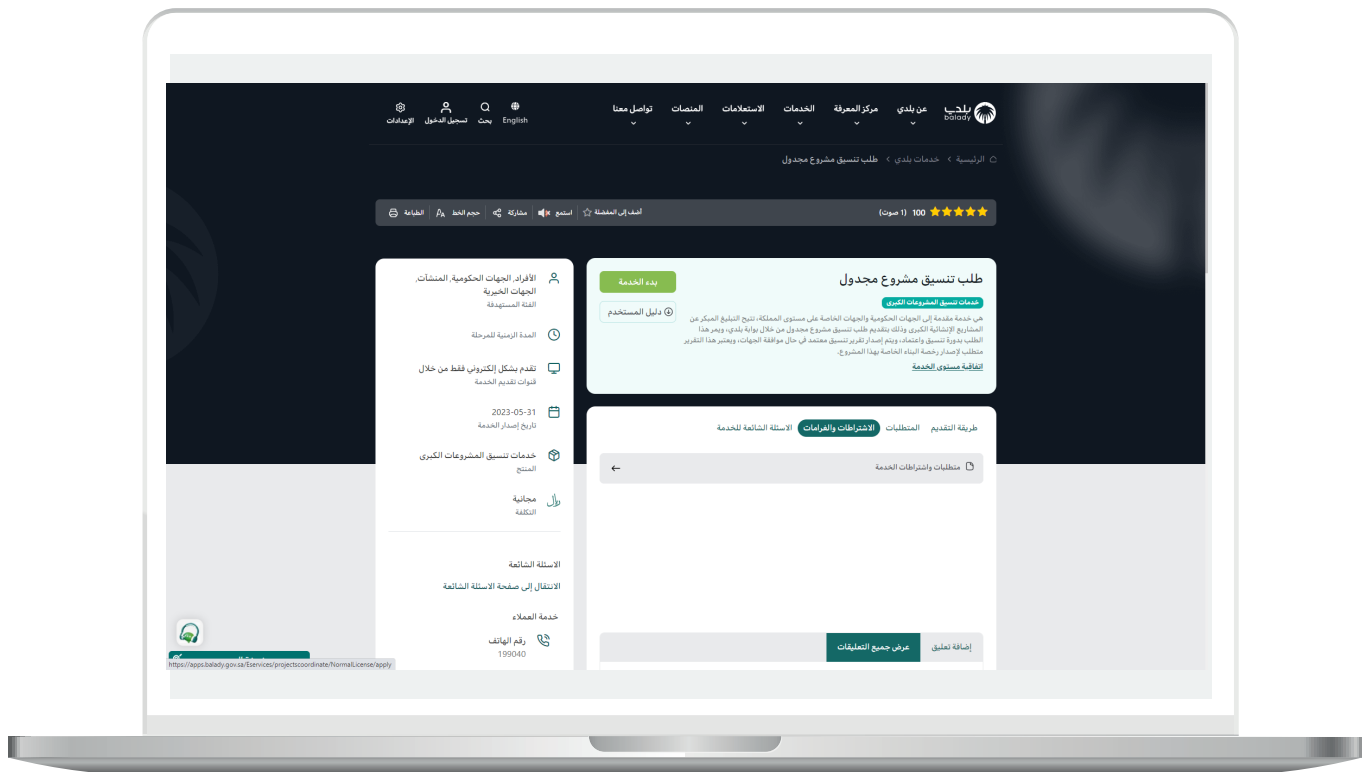 بلدي
balady
عن بلدي
مركز المعرفة
الخدمات
الاستعلامات
المنصات
تواصل معنا
English
بحث
تسجيل الدخول
الإعدادات
الرئيسية > خدمات بلدي > طلب تنسيق مشروع مجدول
100 (1 صوت)
أضف إلى المفضلة
استمع
مشاركة
حجم الخط
الطباعة
طلب تنسيق مشروع مجدول
خدمات تنسيق المشروعات الكبرى
هي خدمة مقدمة إلى الجهات الحكومية والجهات الخاصة على مستوى المملكة، تتيح التبليغ المبكر عن
المشاريع الإنشائية الكبرى وذلك بتقديم طلب تنسيق مشروع مجدول من خلال بوابة بلدي، ويمر هذا
الطلب بدورة تنسيق واعتماد، ويتم إصدار تقرير تنسيق معتمد في حال موافقة الجهات، ويعتبر هذا التقرير
متطلب لإصدار رخصة البناء الخاصة بهذا المشروع.
اتفاقية مستوى الخدمة
بدء الخدمة
دليل المستخدم
طريقة التقديم
المتطلبات
الاشتراطات والغرامات
الاسئلة الشائعة للخدمة
متطلبات واشتراطات الخدمة
إضافة تعليق
عرض جميع التعليقات
الأفراد, الجهات الحكومية, المنشآت,
الجهات الخيرية
الفئة المستهدفة
المدة الزمنية للمرحلة
تقدم بشكل إلكتروني فقط من خلال
قنوات تقديم الخدمة
2023-05-31
تاريخ إصدار الخدمة
خدمات تنسيق المشروعات الكبرى
المنتج
ريال
مجانية
التكلفة
الاسئلة الشائعة
الانتقال إلى صفحة الاسئلة الشائعة
خدمة العملاء
رقم الهاتف
199040
https://apps.balady.gov.sa/Eservices/projectscoordinate/NormalLicense/apply